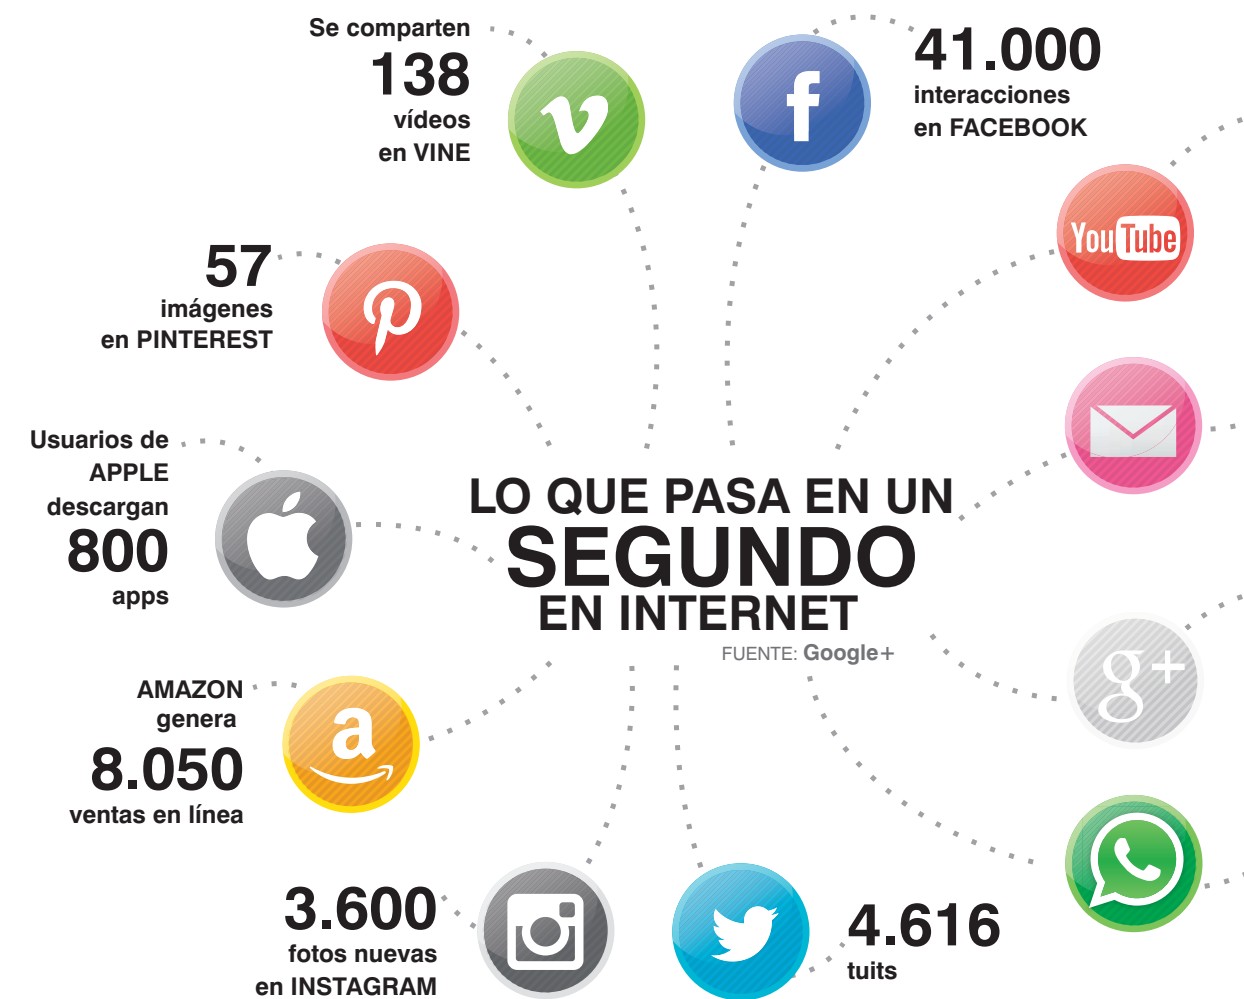 Se comparten
138
vídeos
en VINE
41.000
interacciones
en FACEBOOK
You Tube
57
imágenes
en PINTEREST
Usuarios de
APPLE
descargan
800
apps
LO QUE PASA EN UN
SEGUNDO
EN INTERNET
FUENTE: Google+
g+
AMAZON
genera
8.050
ventas en línea
a
3.600
fotos nuevas
en INSTAGRAM
4.616
tuits